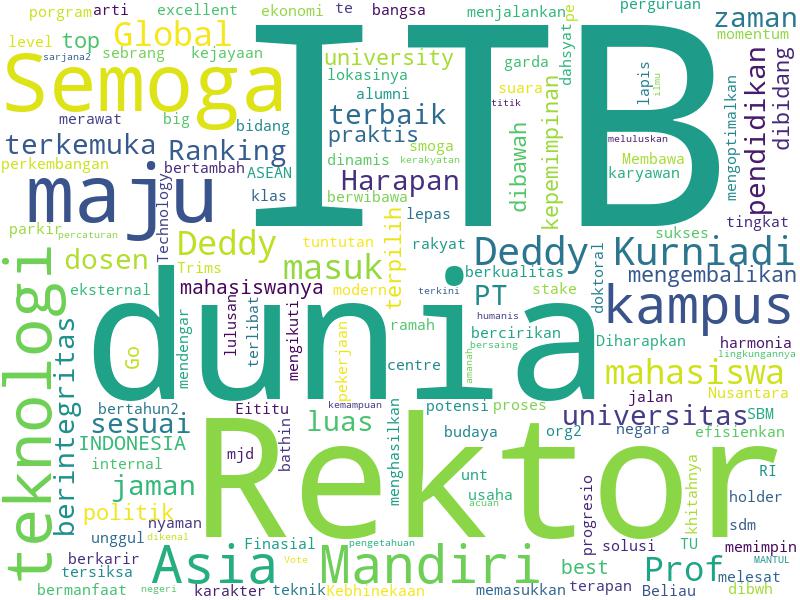 porgram arti excellent ekonomi te bangsa menjalankan pe perguruan
level top Global ITB zaman
sarjana2 sebrang kejayaan university garda dahsyat momentum
Semoga lokasinya suara lapis ilmu
alumni titik kepemimpinan mengoptimalkan pendidikan dibidang
merawat big bidang terbaik dibawah
terkemuka Ranking praktis smoga meluluskan
perkembangan bertambah ASEAN dinamis kerakyatan Membawa
maju Technology klas Harapan karyawan
berwibawa
parkir percaturan lepas tingkat
Deddy tuntutan terpilih rakyat Deddy Kurniadi sukses
teknologi dosen Trims masuk berkualitas doktoral mengembalikan
eksternal mahasiswanya modern terkini PT stake kampus
dunia humanis
berintegritas Go mendengar lulusan terlibat mengikuti pekerjaan ramah bercirikan Diharapkan harmonia
bersaing lingkungannya
centre amanah mahasiswa
Nusantara
bertahun2 Eititu kemampuan potensi proses jalan
sesuai luas menghasilkan universitas SBM
INDONESIA bathin budaya org2 negara efisienkan
internal mjd Rektor RI
jaman unt khitahnya holder
politik usaha progresio
nyaman acuan sdm
unggul dikenal Finasial pengetahuan solusi TU memimpin
berkarir Asia Vote Mandiri best Prof MANTUL
tersiksa melesat
bermanfaat negeri karakter teknik Kebhinekaan memasukkan terapan Beliau dibwh